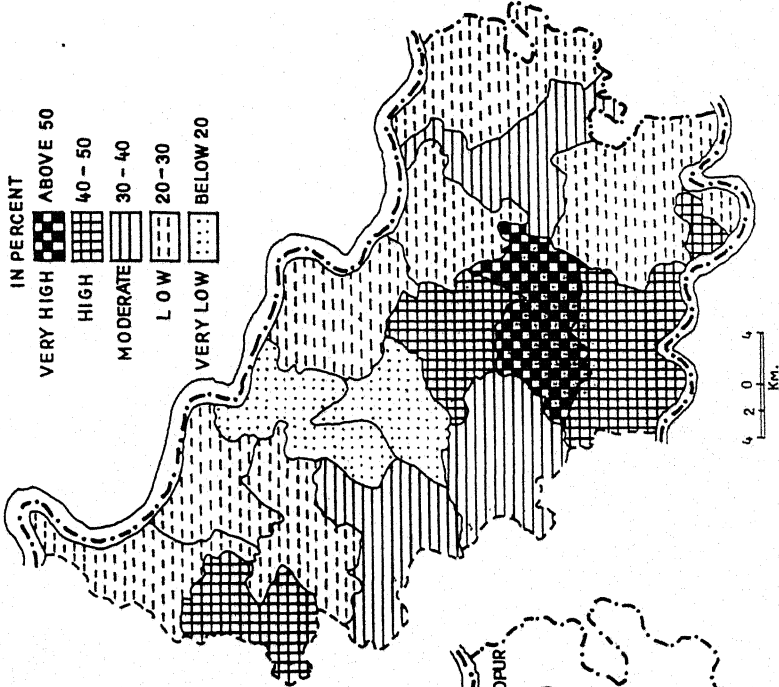 IN PERCENT
VERY HIGH ABOVE 50
HIGH 40-50
MODERATE 30-40
LOW 20-30
VERY LOW BELOW 20
4 2 0 4
Km.